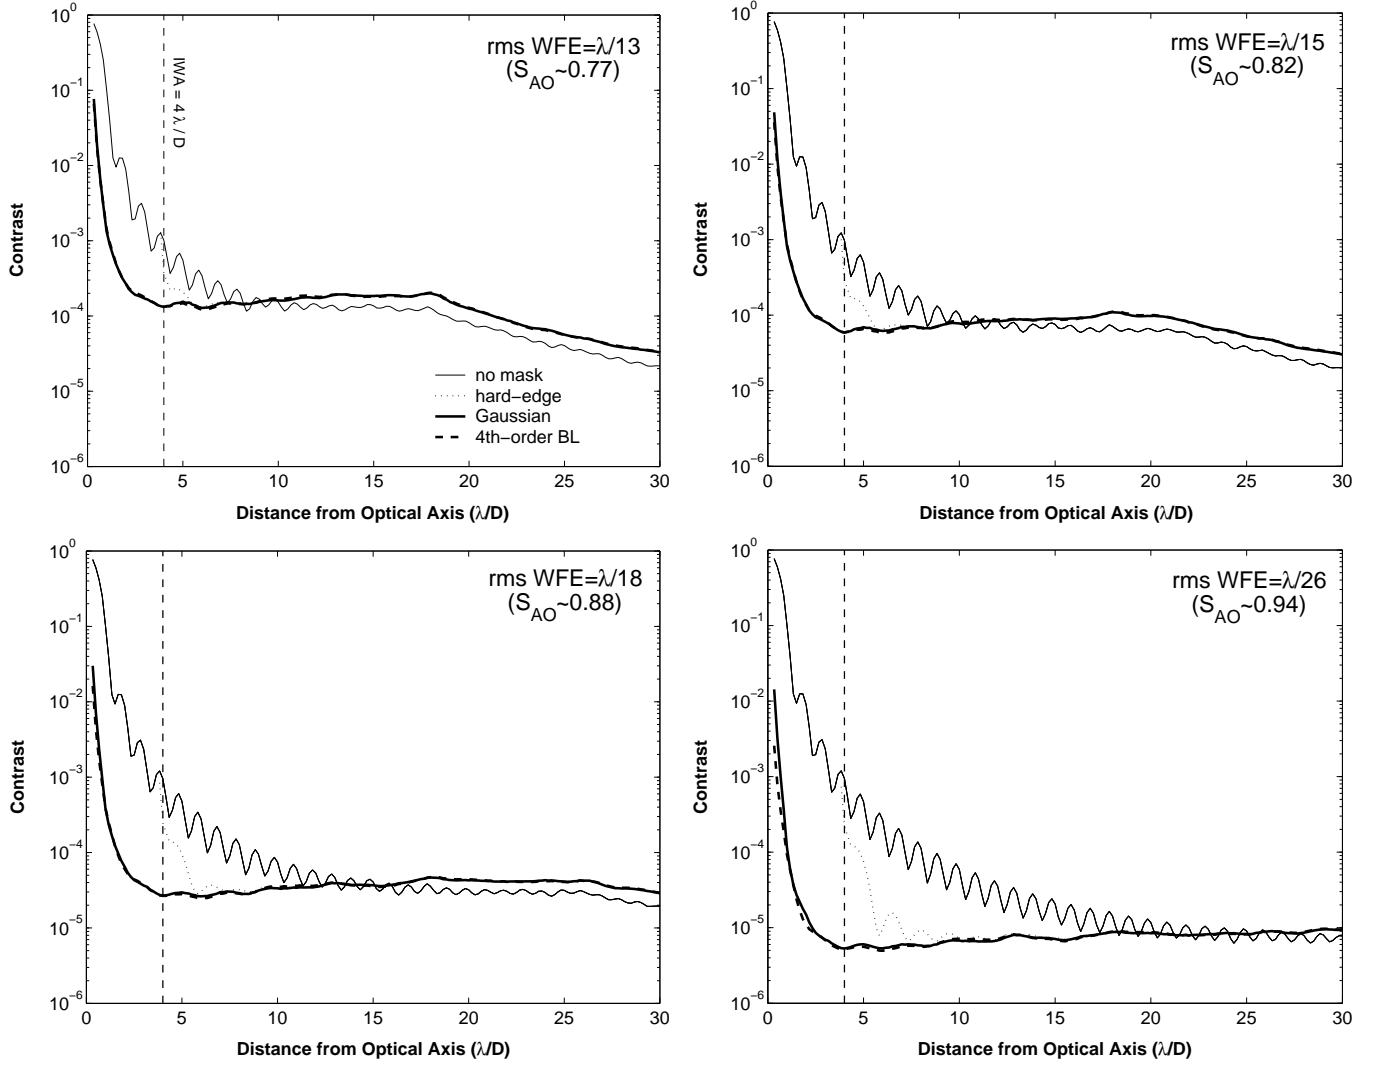 rms WFE=λ/13
(S_AO~0.77)
IWA = 4 λ / D
Contrast
10^0
10^−1
10^−2
10^−3
10^−4
10^−5
10^−6
no mask
hard−edge
Gaussian
4th−order BL
0 5 10 15 20 25 30
Distance from Optical Axis (λ/D)
rms WFE=λ/15
(S_AO~0.82)
Contrast
10^0
10^−1
10^−2
10^−3
10^−4
10^−5
10^−6
0 5 10 15 20 25 30
Distance from Optical Axis (λ/D)
rms WFE=λ/18
(S_AO~0.88)
Contrast
10^0
10^−1
10^−2
10^−3
10^−4
10^−5
10^−6
0 5 10 15 20 25 30
Distance from Optical Axis (λ/D)
rms WFE=λ/26
(S_AO~0.94)
Contrast
10^0
10^−1
10^−2
10^−3
10^−4
10^−5
10^−6
0 5 10 15 20 25 30
Distance from Optical Axis (λ/D)